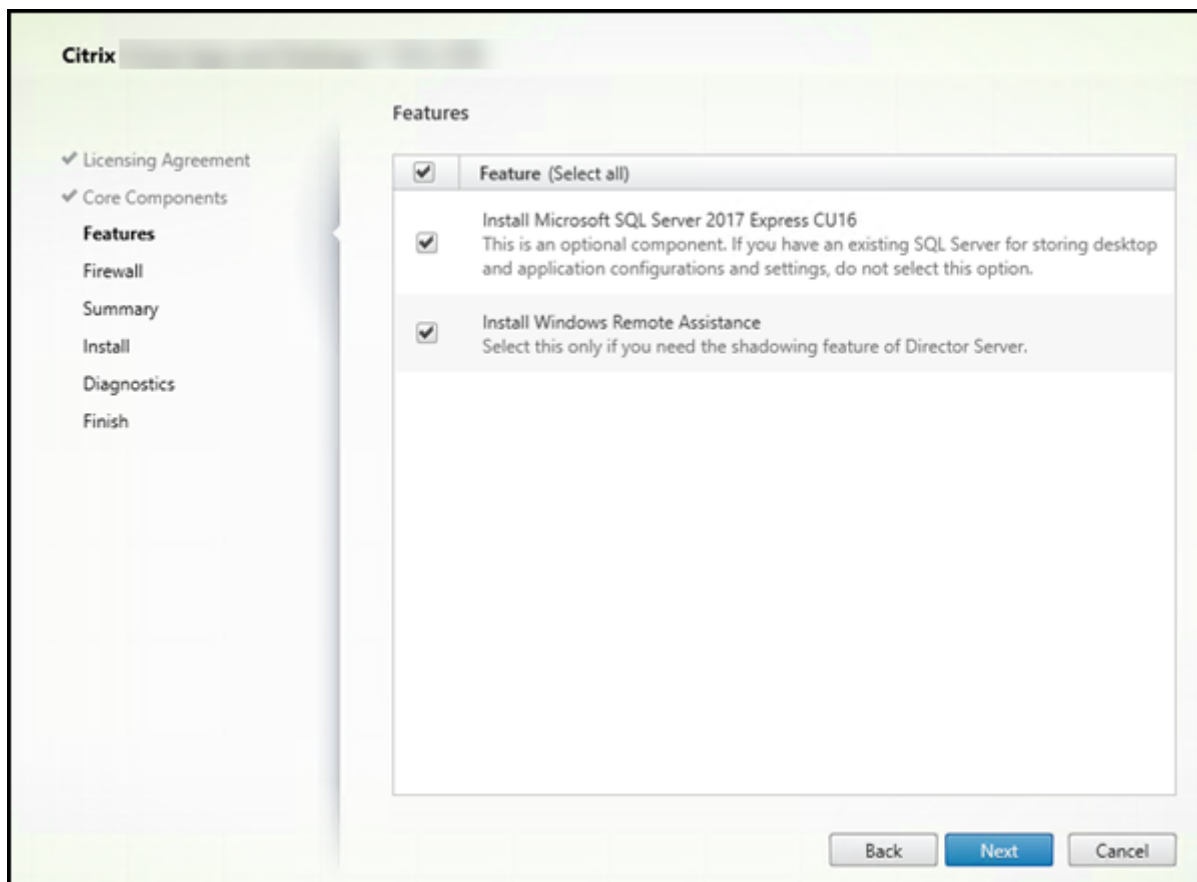 Citrix
Features
Licensing Agreement
Core Components
Features
Firewall
Summary
Install
Diagnostics
Finish
Feature (Select all)
Install Microsoft SQL Server 2017 Express CU16
This is an optional component. If you have an existing SQL Server for storing desktop
and application configurations and settings, do not select this option.
Install Windows Remote Assistance
Select this only if you need the shadowing feature of Director Server.
Back
Next
Cancel